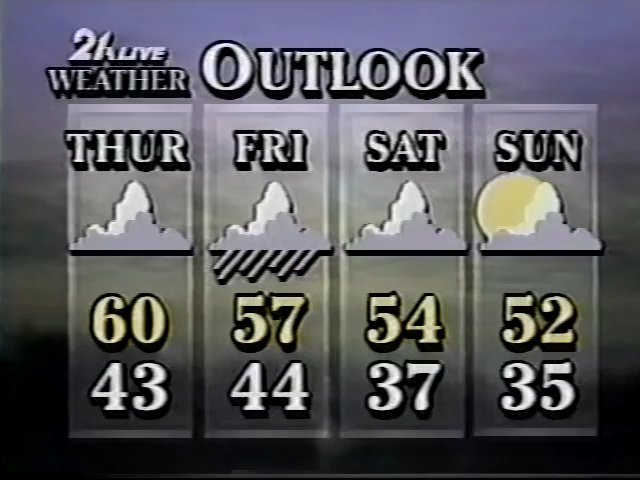 21 ALIVE
WEATHER OUTLOOK
THUR FRI SAT SUN
60 57 54 52
43 44 37 35